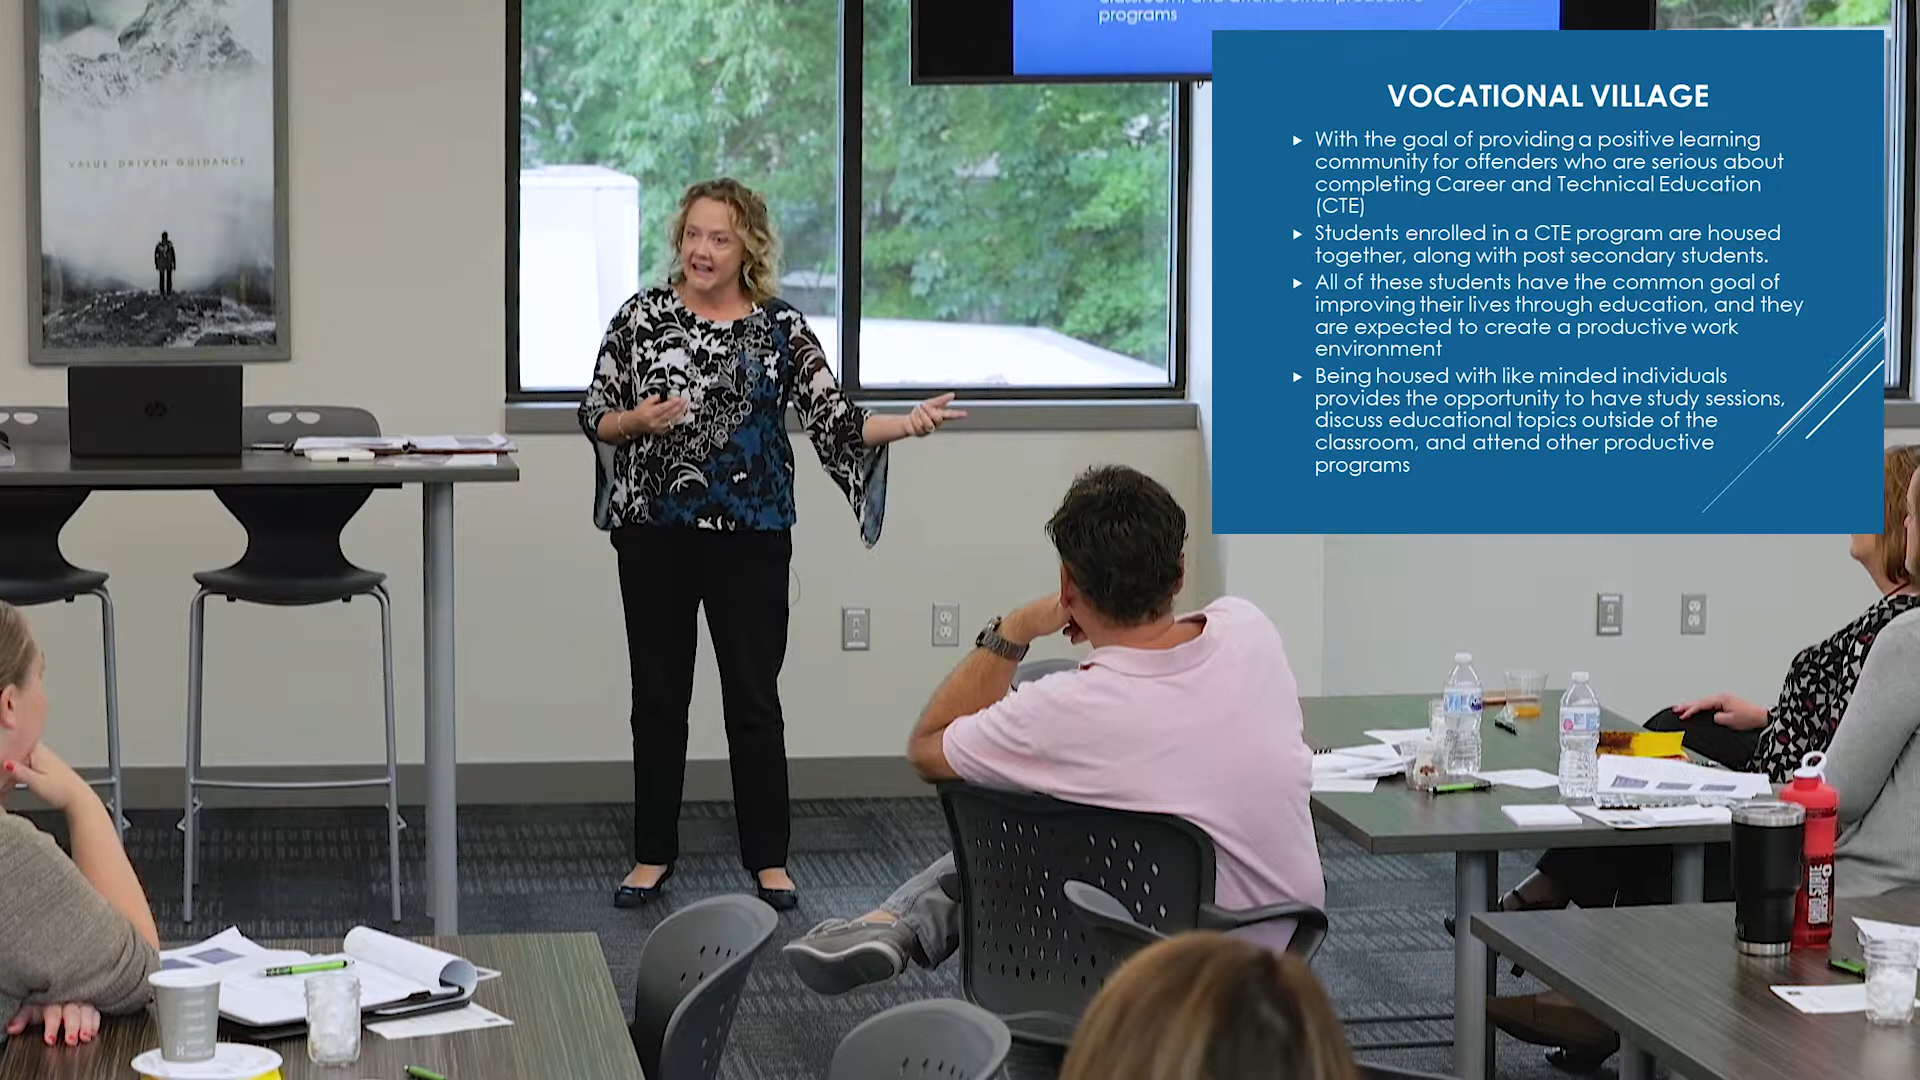 programs
VOCATIONAL VILLAGE
With the goal of providing a positive learning
community for offenders who are serious about
completing Career and Technical Education
(CTE)
Students enrolled in a CTE program are housed
together, along with post secondary students.
All of these students have the common goal of
improving their lives through education, and they
are expected to create a productive work
environment
Being housed with like minded individuals
provides the opportunity to have study sessions,
discuss educational topics outside of the
classroom, and attend other productive
programs
VALUE DRIVEN GUIDANCE
hp